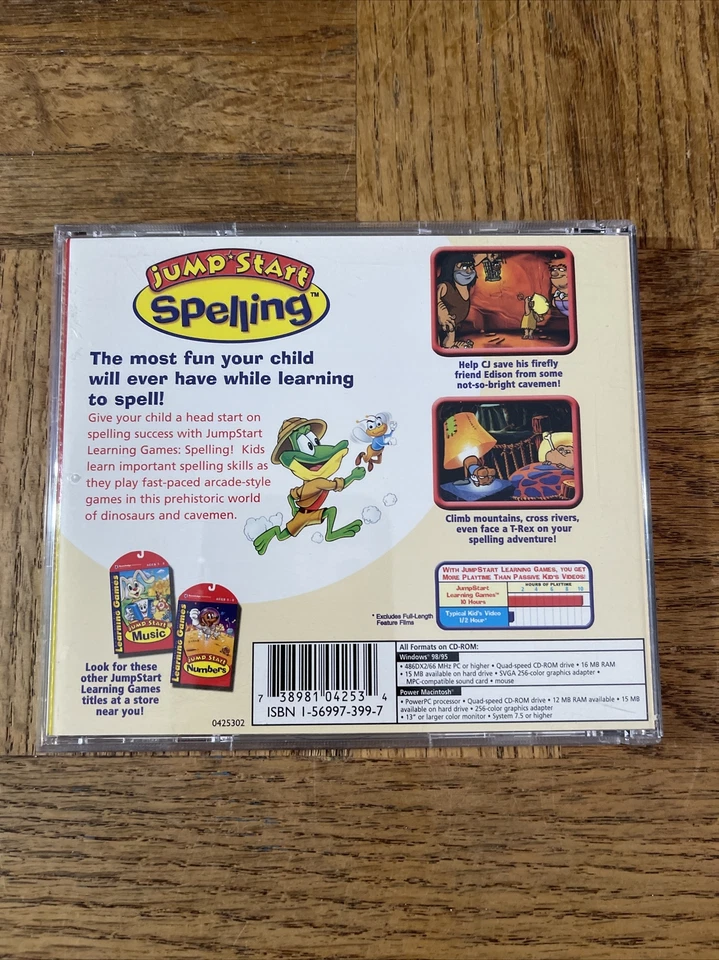 JUMP★START
Spelling™
The most fun your child
will ever have while learning
to spell!
Give your child a head start on
spelling success with JumpStart
Learning Games: Spelling! Kids
learn important spelling skills as
they play fast-paced arcade-style
games in this prehistoric world
of dinosaurs and cavemen.
Help CJ save his firefly
friend Edison from some
not-so-bright cavemen!
Climb mountains, cross rivers,
even face a T-Rex on your
spelling adventure!
WITH JUMPSTART LEARNING GAMES, YOU GET
MORE PLAYTIME THAN PASSIVE KID'S VIDEOS!
HOURS OF PLAYTIME
2 4 6 8 10
JumpStart
Learning Games™
10 Hours
Typical Kid's Video
1/2 Hour*
* Excludes Full-Length
Feature Films
Learning Games
JUMP START
Music
Learning Games
JUMP START
Numbers
Look for these
other JumpStart
Learning Games
titles at a store
near you!
0425302
7 38981 04253 4
ISBN 1-56997-399-7
All Formats on CD-ROM:
Windows® 98/95
• 486DX2/66 MHz PC or higher • Quad-speed CD-ROM drive • 16 MB RAM
• 15 MB available on hard drive • SVGA 256-color graphics adapter •
MPC-compatible sound card • mouse
Power Macintosh®
• PowerPC processor • Quad-speed CD-ROM drive • 12 MB RAM available • 15 MB
available on hard drive • 256-color graphics adapter
• 13" or larger color monitor • System 7.5 or higher